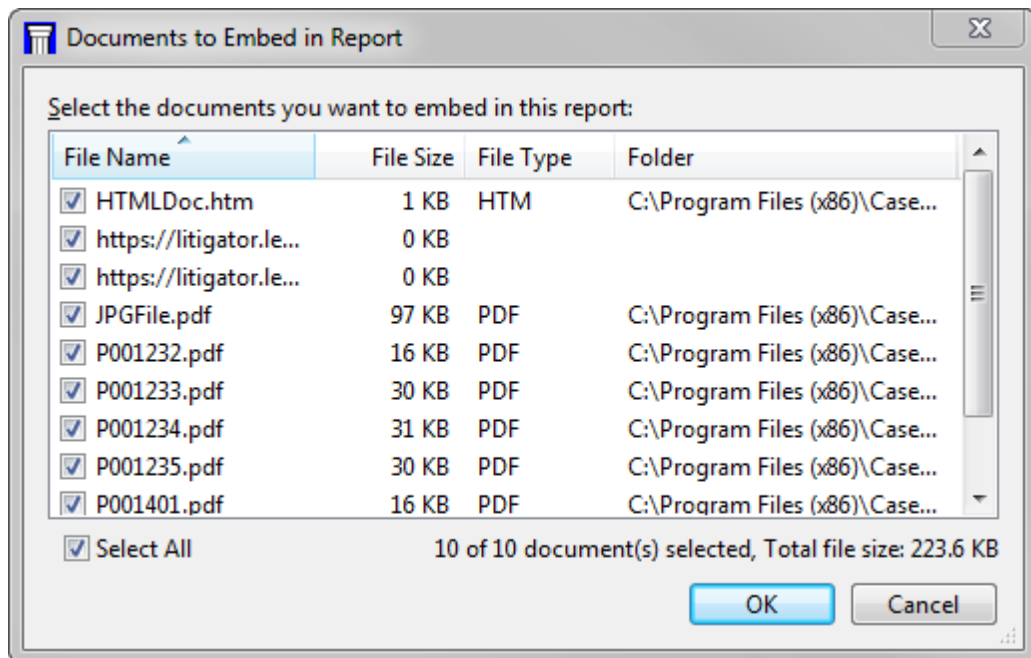 Documents to Embed in Report
Select the documents you want to embed in this report:
File Name File Size File Type Folder
HTMLDoc.htm 1 KB HTM C:\Program Files (x86)\Case...
https://litigator.le... 0 KB
https://litigator.le... 0 KB
JPGFile.pdf 97 KB PDF C:\Program Files (x86)\Case...
P001232.pdf 16 KB PDF C:\Program Files (x86)\Case...
P001233.pdf 30 KB PDF C:\Program Files (x86)\Case...
P001234.pdf 31 KB PDF C:\Program Files (x86)\Case...
P001235.pdf 30 KB PDF C:\Program Files (x86)\Case...
P001401.pdf 16 KB PDF C:\Program Files (x86)\Case...
Select All 10 of 10 document(s) selected, Total file size: 223.6 KB
OK Cancel